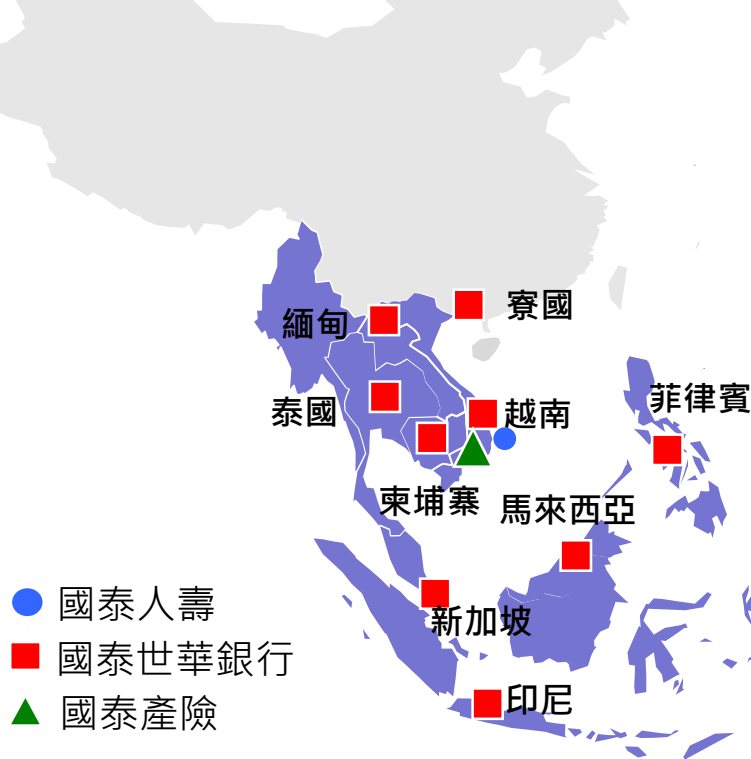 寮國
緬甸
菲律賓
泰國
越南
柬埔寨
馬來西亞
國泰人壽
新加坡
國泰世華銀行
印尼
國泰產險